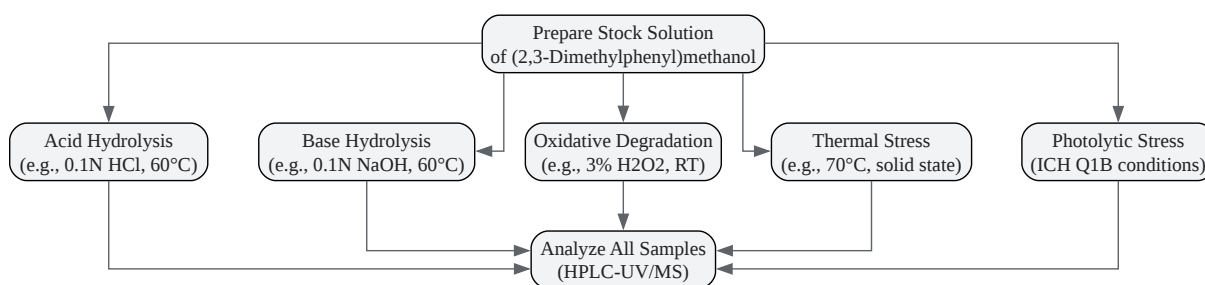 Prepare Stock Solution
of (2,3-Dimethylphenyl)methanol
Acid Hydrolysis
(e.g., 0.1N HCl, 60°C)
Base Hydrolysis
(e.g., 0.1N NaOH, 60°C)
Oxidative Degradation
(e.g., 3% H2O2, RT)
Thermal Stress
(e.g., 70°C, solid state)
Photolytic Stress
(ICH Q1B conditions)
Analyze All Samples
(HPLC-UV/MS)